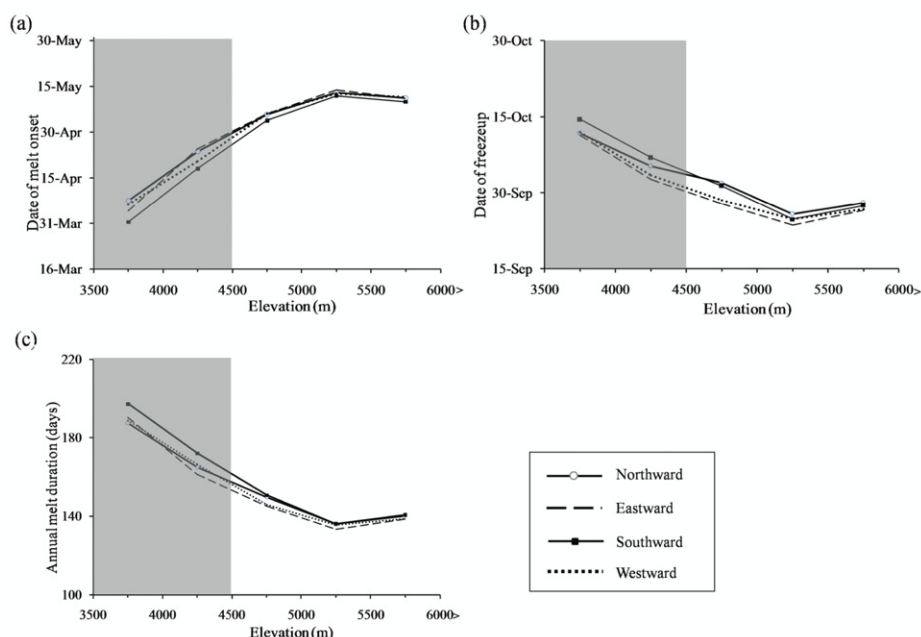 (a)
30-May
15-May
30-Apr
15-Apr
31-Mar
16-Mar
Date of melt onset
3500 4000 4500 5000 5500 6000>
Elevation (m)
(b)
30-Oct
15-Oct
30-Sep
15-Sep
Date of freezeup
3500 4000 4500 5000 5500 6000>
Elevation (m)
(c)
220
180
140
100
Annual melt duration (days)
3500 4000 4500 5000 5500 6000>
Elevation (m)
Northward
Eastward
Southward
Westward